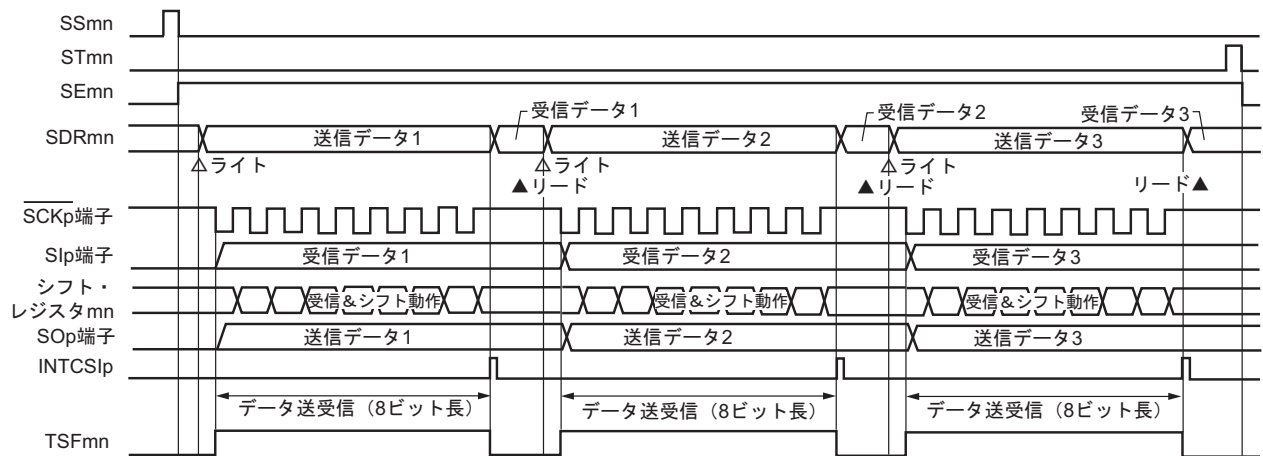 SSmn
STmn
SEmn
受信データ1 受信データ2 受信データ3
SDRmn 送信データ1 送信データ2 送信データ3
△ライト △ライト △ライト
▲リード ▲リード リード▲
SCKp端子
SIp端子 受信データ1 受信データ2 受信データ3
シフト・
レジスタmn 受信&シフト動作 受信&シフト動作 受信&シフト動作
SOp端子 送信データ1 送信データ2 送信データ3
INTCSIp
データ送受信（8ビット長） データ送受信（8ビット長） データ送受信（8ビット長）
TSFmn